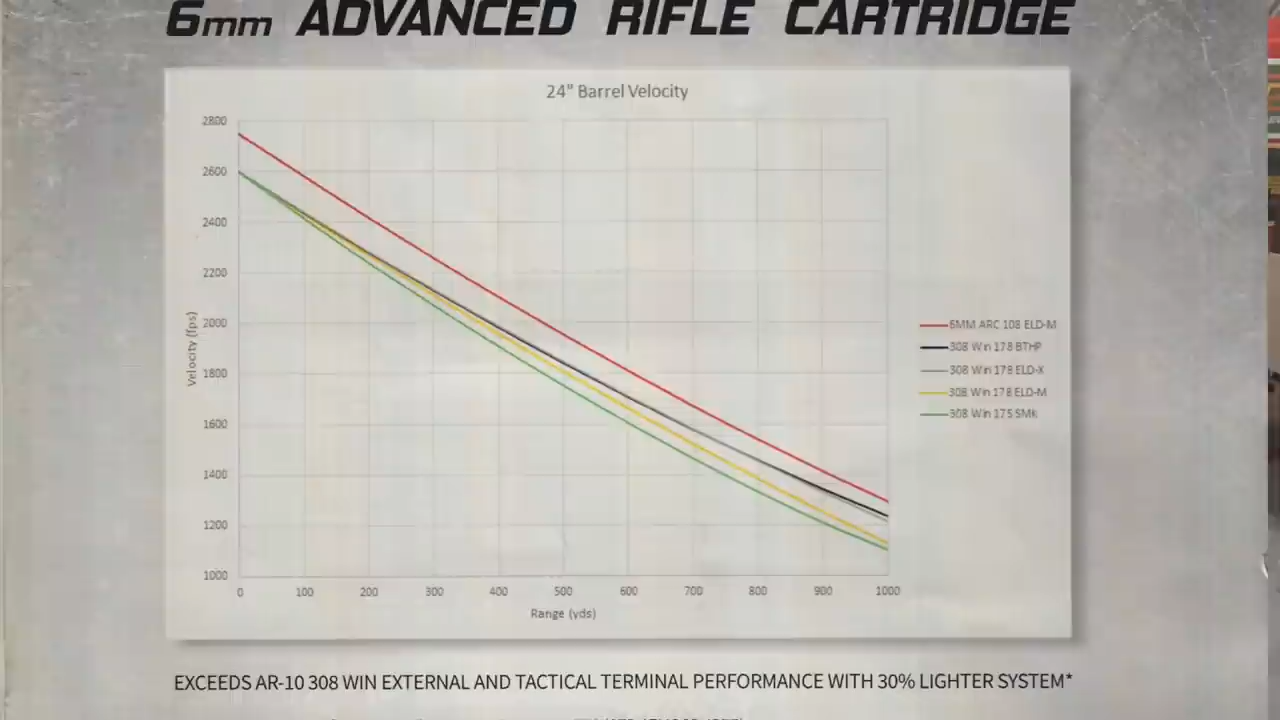 6mm ADVANCED RIFLE CARTRIDGE
24" Barrel Velocity
2800
2600
2400
2200
2000
1800
1600
1400
1200
1000
Velocity (fps)
0 100 200 300 400 500 600 700 800 900 1000
Range (yds)
6MM ARC 108 ELD-M
308 Win 178 BTHP
308 Win 178 ELD-X
308 Win 178 ELD-M
308 Win 175 SMK
EXCEEDS AR-10 308 WIN EXTERNAL AND TACTICAL TERMINAL PERFORMANCE WITH 30% LIGHTER SYSTEM*